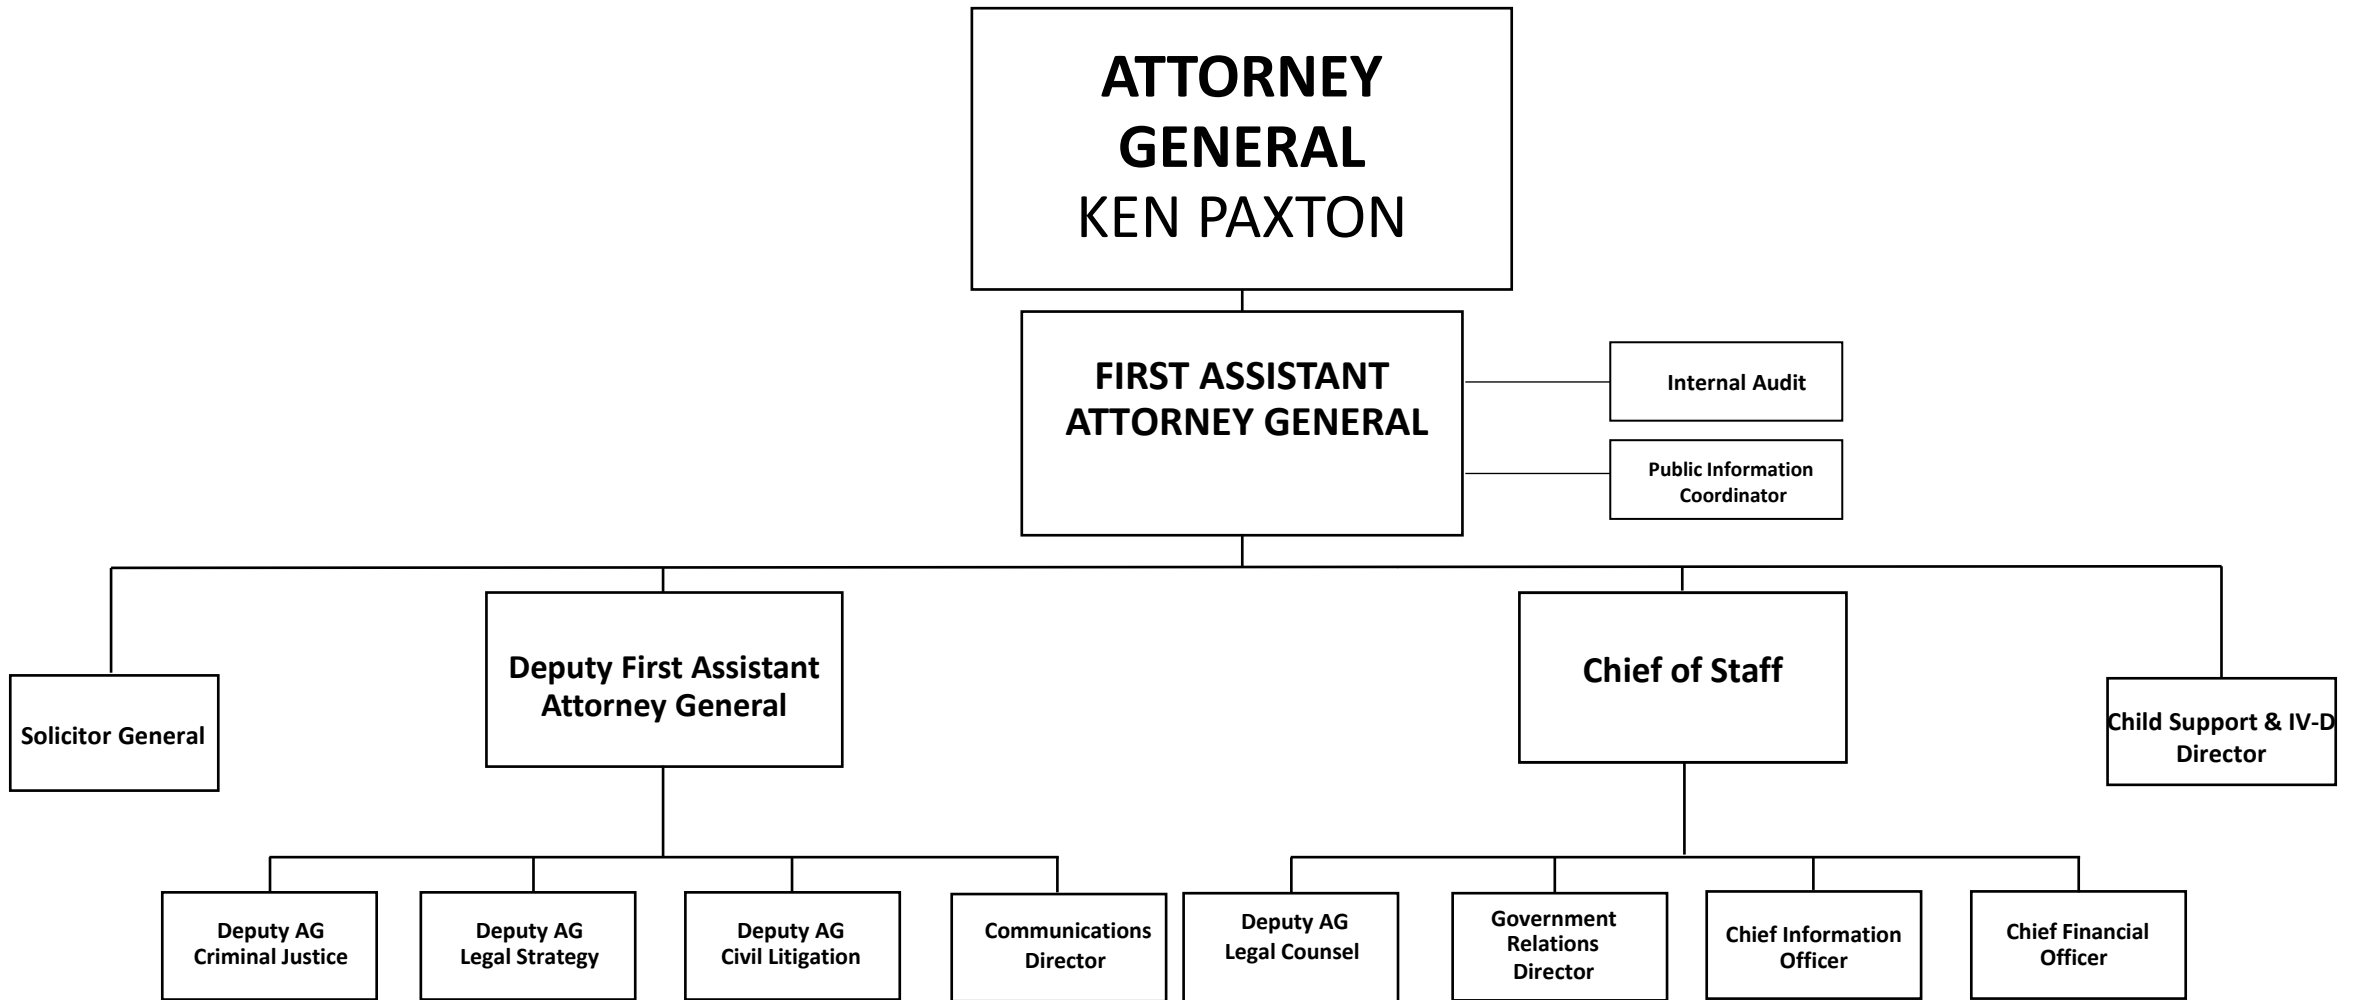 ATTORNEY
GENERAL
KEN PAXTON
FIRST ASSISTANT
ATTORNEY GENERAL
Internal Audit
Public Information
Coordinator
Solicitor General
Deputy First Assistant
Attorney General
Chief of Staff
Child Support & IV-D
Director
Deputy AG
Criminal Justice
Deputy AG
Legal Strategy
Deputy AG
Civil Litigation
Communications
Director
Deputy AG
Legal Counsel
Government
Relations
Director
Chief Information
Officer
Chief Financial
Officer